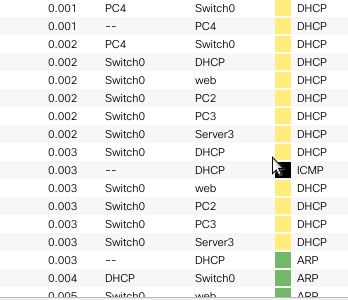 0.001 PC4 Switch0 DHCP
0.001 -- PC4 DHCP
0.002 PC4 Switch0 DHCP
0.002 Switch0 DHCP DHCP
0.002 Switch0 web DHCP
0.002 Switch0 PC2 DHCP
0.002 Switch0 PC3 DHCP
0.002 Switch0 Server3 DHCP
0.003 Switch0 DHCP DHCP
0.003 -- DHCP ICMP
0.003 Switch0 web DHCP
0.003 Switch0 PC2 DHCP
0.003 Switch0 PC3 DHCP
0.003 Switch0 Server3 DHCP
0.003 -- DHCP ARP
0.004 DHCP Switch0 ARP
0.005 Switch0 web ARP